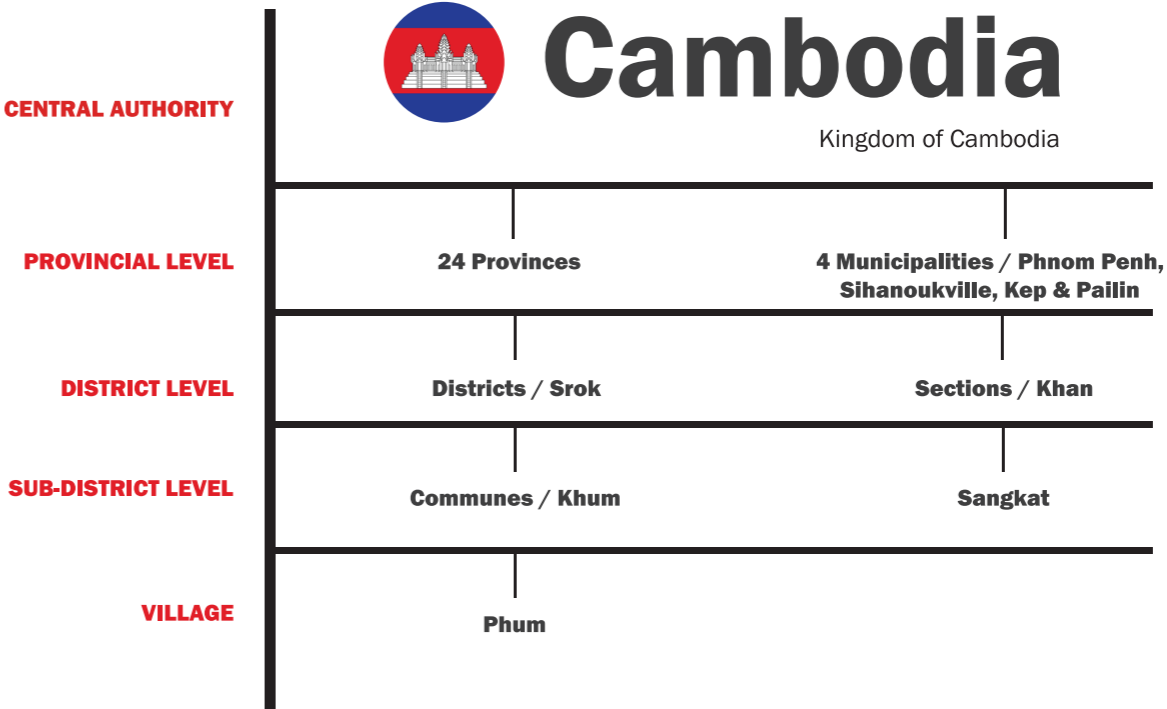 Cambodia
CENTRAL AUTHORITY
Kingdom of Cambodia
PROVINCIAL LEVEL
24 Provinces
4 Municipalities / Phnom Penh,
Sihanoukville, Kep & Pailin
DISTRICT LEVEL
Districts / Srok
Sections / Khan
SUB-DISTRICT LEVEL
Communes / Khum
Sangkat
VILLAGE
Phum